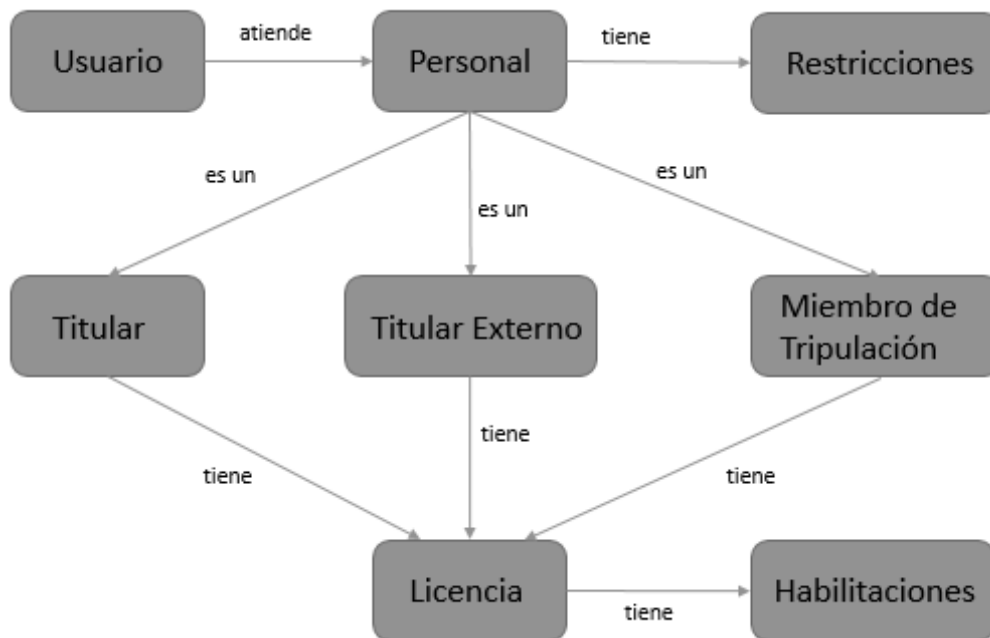 Usuario
atiende
Personal
tiene
Restricciones
es un
es un
es un
Titular
Titular Externo
Miembro de
Tripulación
tiene
tiene
tiene
Licencia
tiene
Habilitaciones